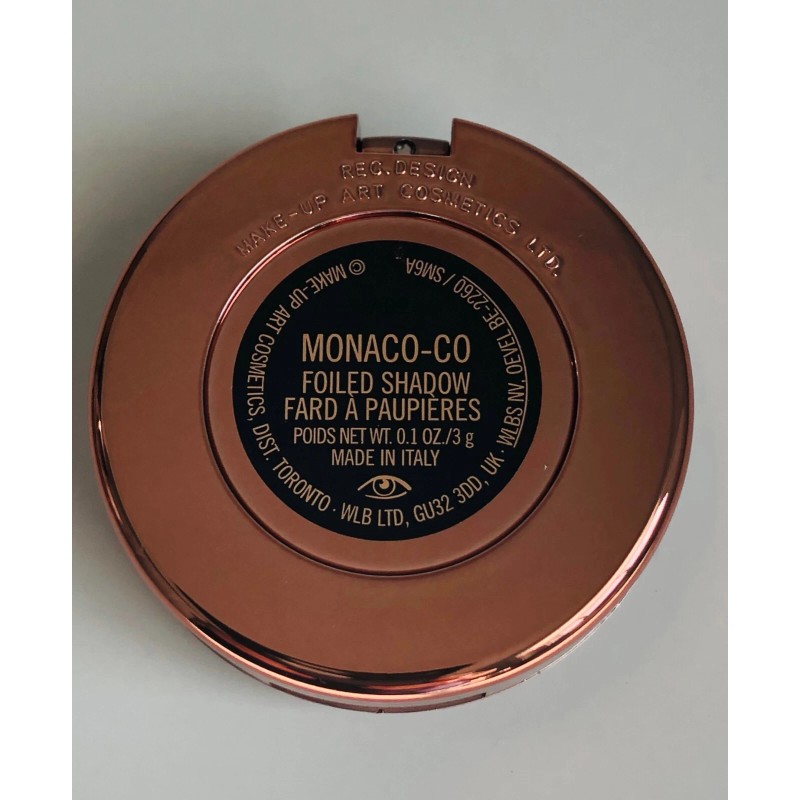 REG.DESIGN
MAKE-UP ART COSMETICS LTD.
MONACO-CO
FOILED SHADOW
FARD À PAUPIÈRES
POIDS NET WT. 0.1 OZ./3 g
MADE IN ITALY
© MAKE-UP ART COSMETICS, DIST. TORONTO · WLB LTD, GU32 3DD, UK · WLBS NV, OEVEL BE-2260 / SM6A